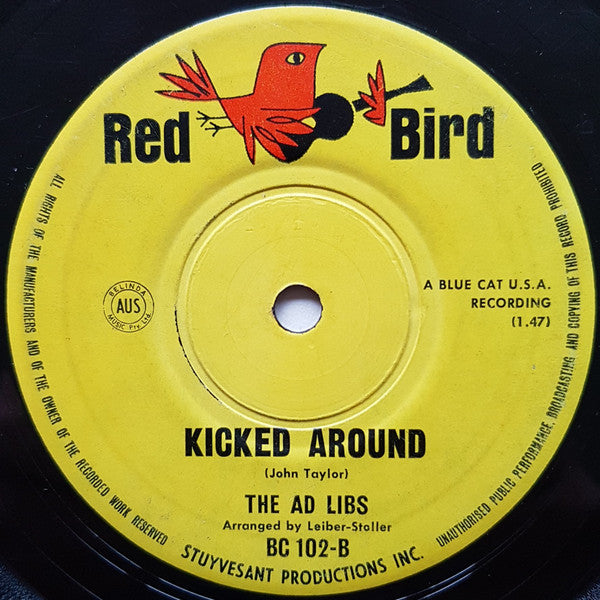 Red Bird
ALL RIGHTS OF THE MANUFACTURERS AND OF THE OWNER OF THE RECORDED WORK RESERVED
UNAUTHORISED PUBLIC PERFORMANCE, BROADCASTING AND COPYING OF THIS RECORD PROHIBITED
BELINDA
AUS
MUSIC Pty. Ltd.
A BLUE CAT U.S.A.
RECORDING
(1.47)
KICKED AROUND
(John Taylor)
THE AD LIBS
Arranged by Leiber-Stoller
BC 102-B
STUYVESANT PRODUCTIONS INC.